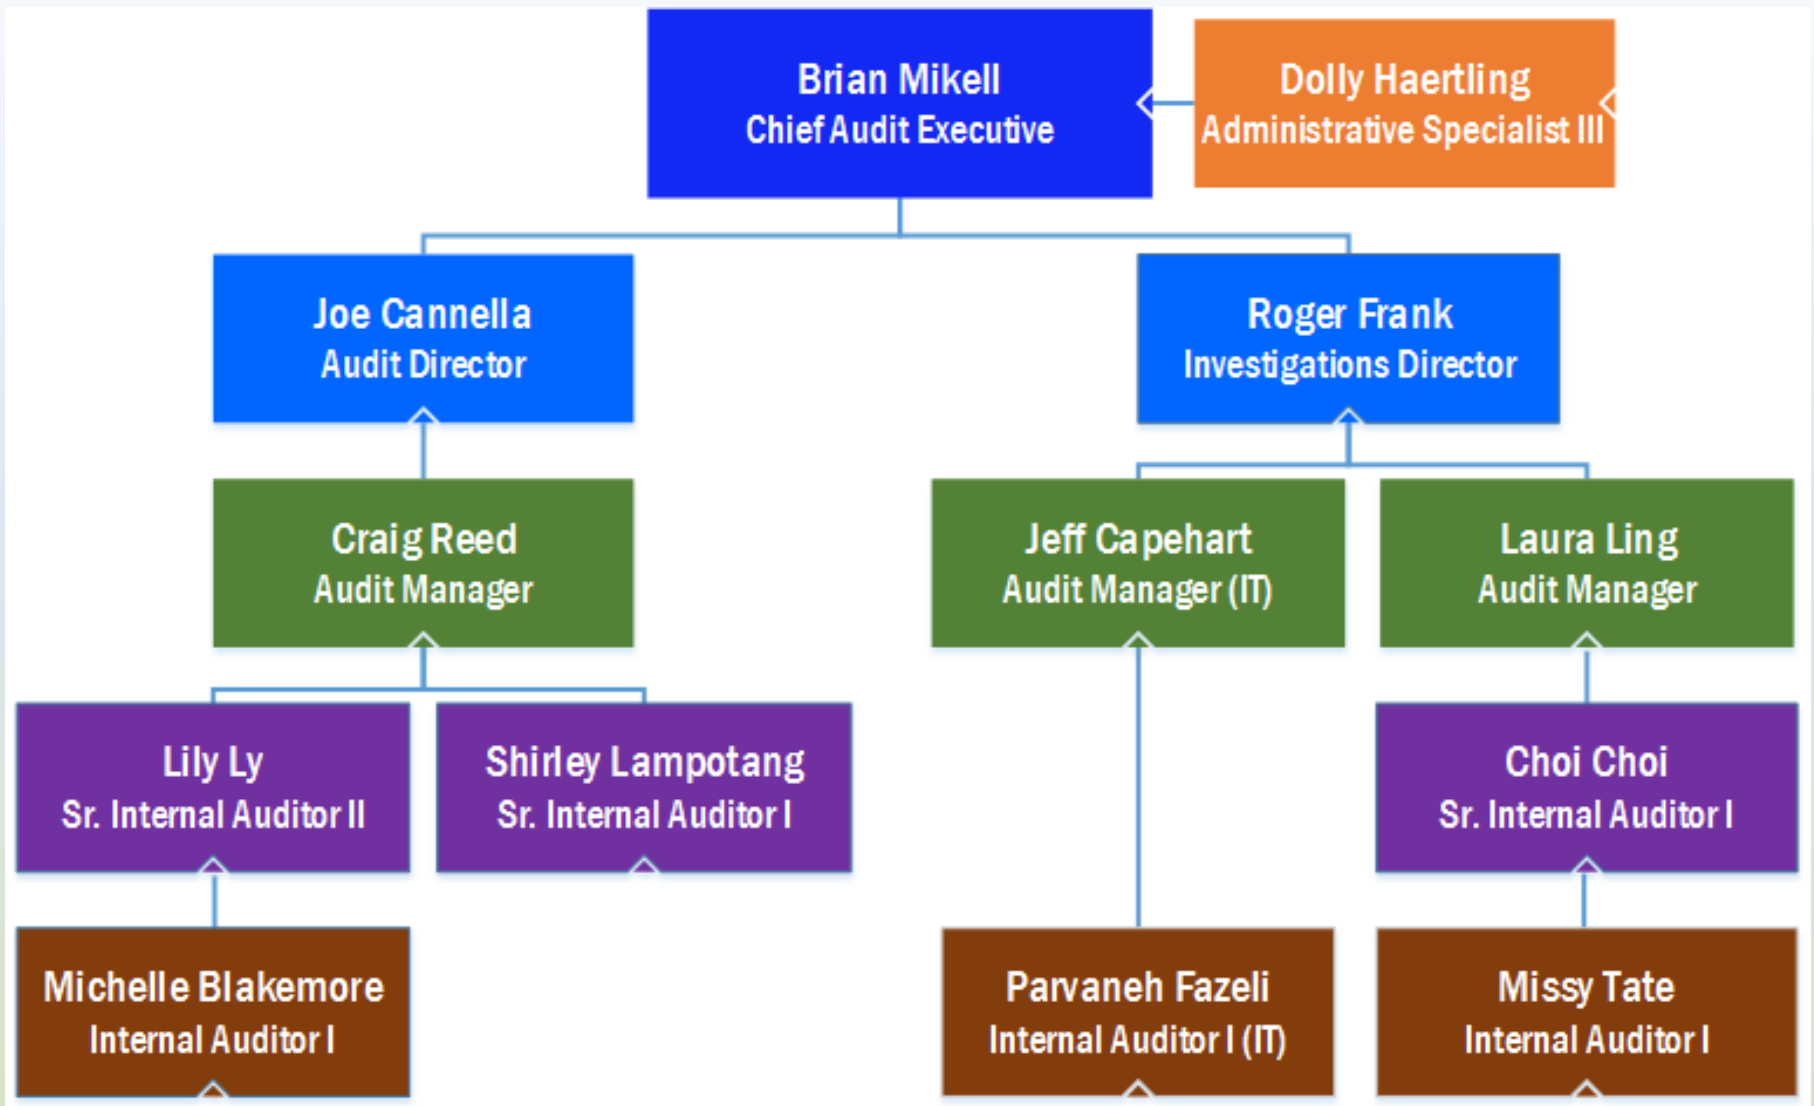 Brian Mikell
Chief Audit Executive
Dolly Haertling
Administrative Specialist III
Joe Cannella
Audit Director
Roger Frank
Investigations Director
Craig Reed
Audit Manager
Jeff Capehart
Audit Manager (IT)
Laura Ling
Audit Manager
Lily Ly
Sr. Internal Auditor II
Shirley Lampotang
Sr. Internal Auditor I
Choi Choi
Sr. Internal Auditor I
Michelle Blakemore
Internal Auditor I
Parvaneh Fazeli
Internal Auditor I (IT)
Missy Tate
Internal Auditor I